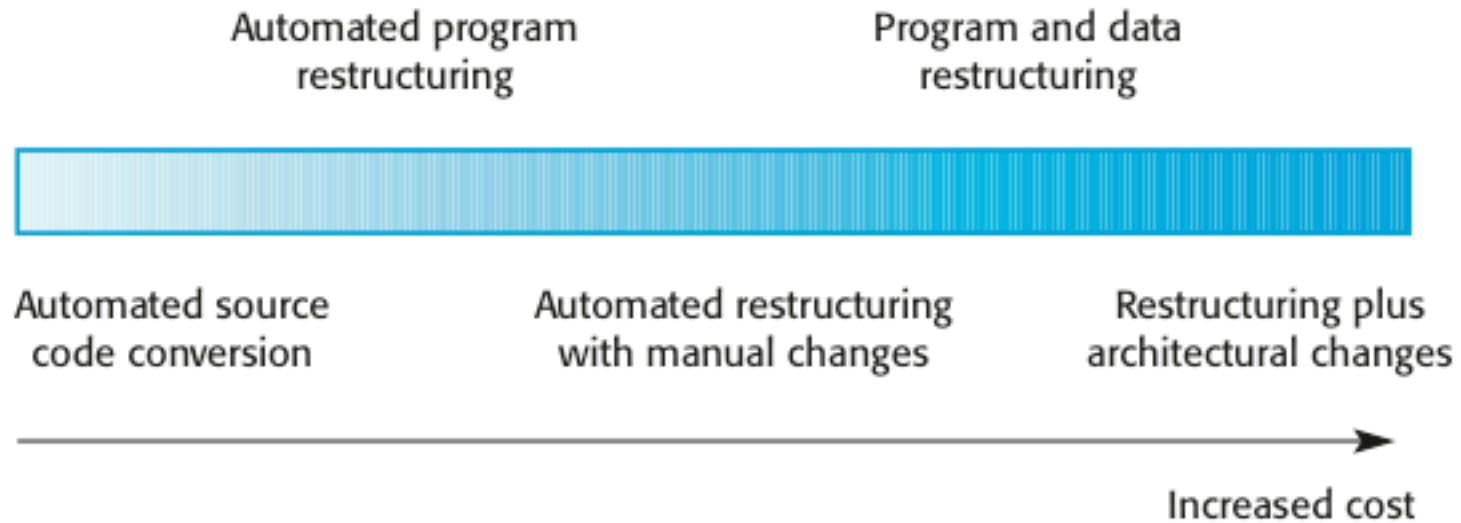 Automated program
restructuring
Program and data
restructuring
Automated source
code conversion
Automated restructuring
with manual changes
Restructuring plus
architectural changes
Increased cost